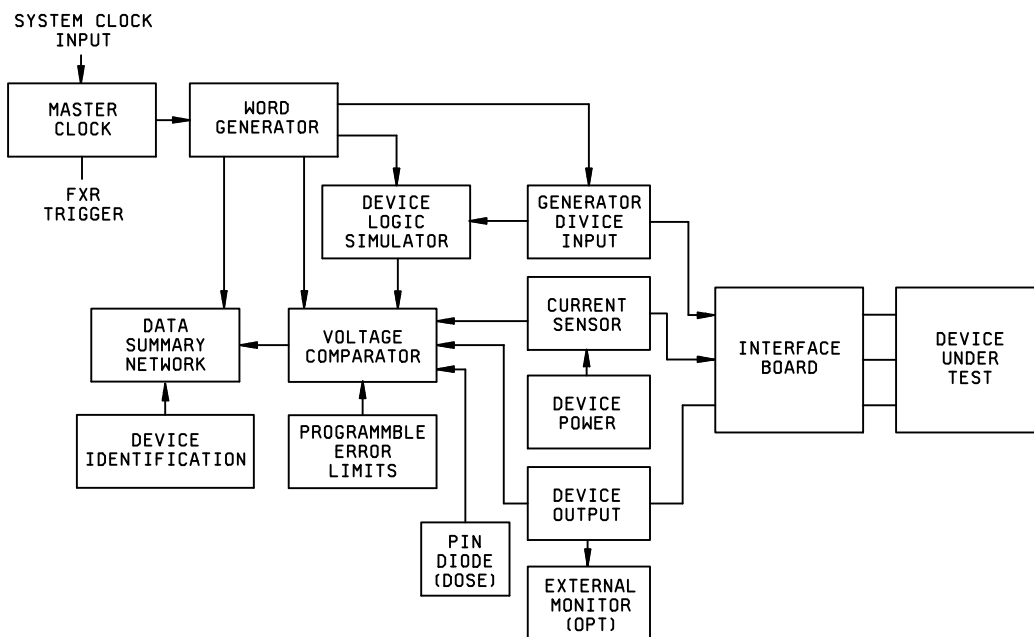 SYSTEM CLOCK
INPUT
MASTER
CLOCK
WORD
GENERATOR
FXR
TRIGGER
DEVICE
LOGIC
SIMULATOR
GENERATOR
DIVICE
INPUT
DATA
SUMMARY
NETWORK
VOLTAGE
COMPARATOR
CURRENT
SENSOR
INTERFACE
BOARD
DEVICE
UNDER
TEST
DEVICE
IDENTIFICATION
PROGRAMMBLE
ERROR
LIMITS
DEVICE
POWER
PIN
DIODE
(DOSE)
DEVICE
OUTPUT
EXTERNAL
MONITOR
(OPT)